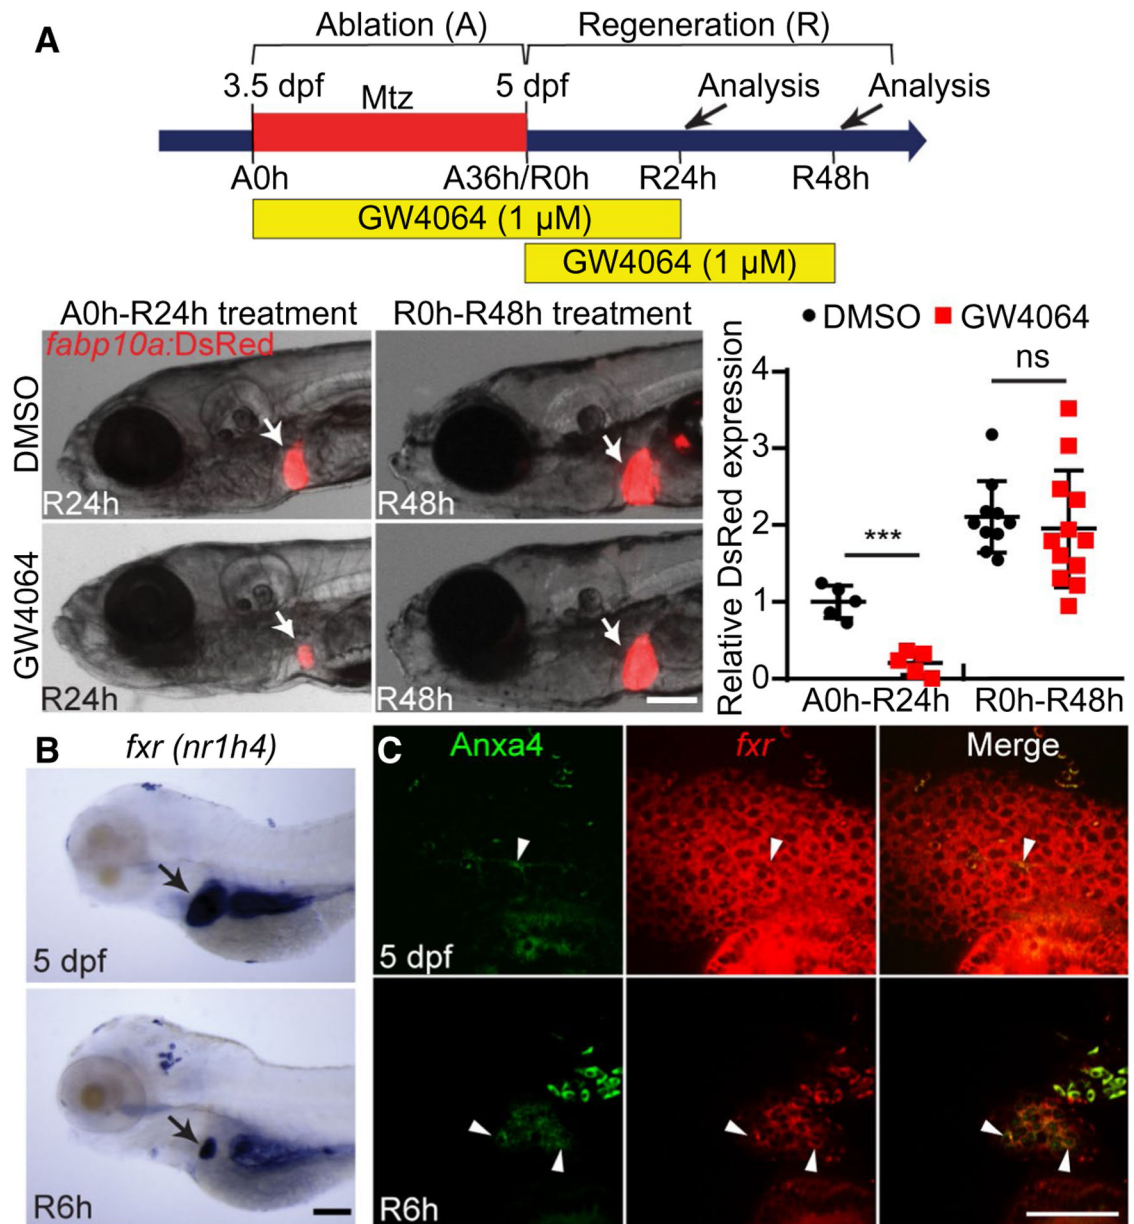 A
Ablation (A)
Regeneration (R)
3.5 dpf
Mtz
5 dpf
Analysis
Analysis
A0h
A36h/R0h
R24h
R48h
GW4064 (1 μM)
GW4064 (1 μM)
A0h-R24h treatment
R0h-R48h treatment
fabp10a:DsRed
DMSO
R24h
R48h
GW4064
R24h
R48h
DMSO
GW4064
Relative DsRed expression
4
3
2
1
0
***
ns
A0h-R24h
R0h-R48h
B
fxr (nr1h4)
5 dpf
R6h
C
Anxa4
fxr
Merge
5 dpf
R6h